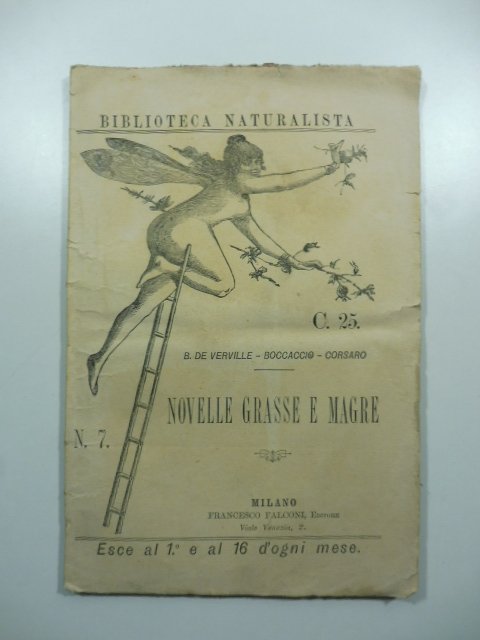 BIBLIOTECA NATURALISTA
C. 25.
B. DE VERVILLE - BOCCACCIO - CORSARO
NOVELLE GRASSE E MAGRE
N. 7.
MILANO
FRANCESCO FALCONI, Editore
Viale Venezia, 2.
Esce al 1.º e al 16 d'ogni mese.